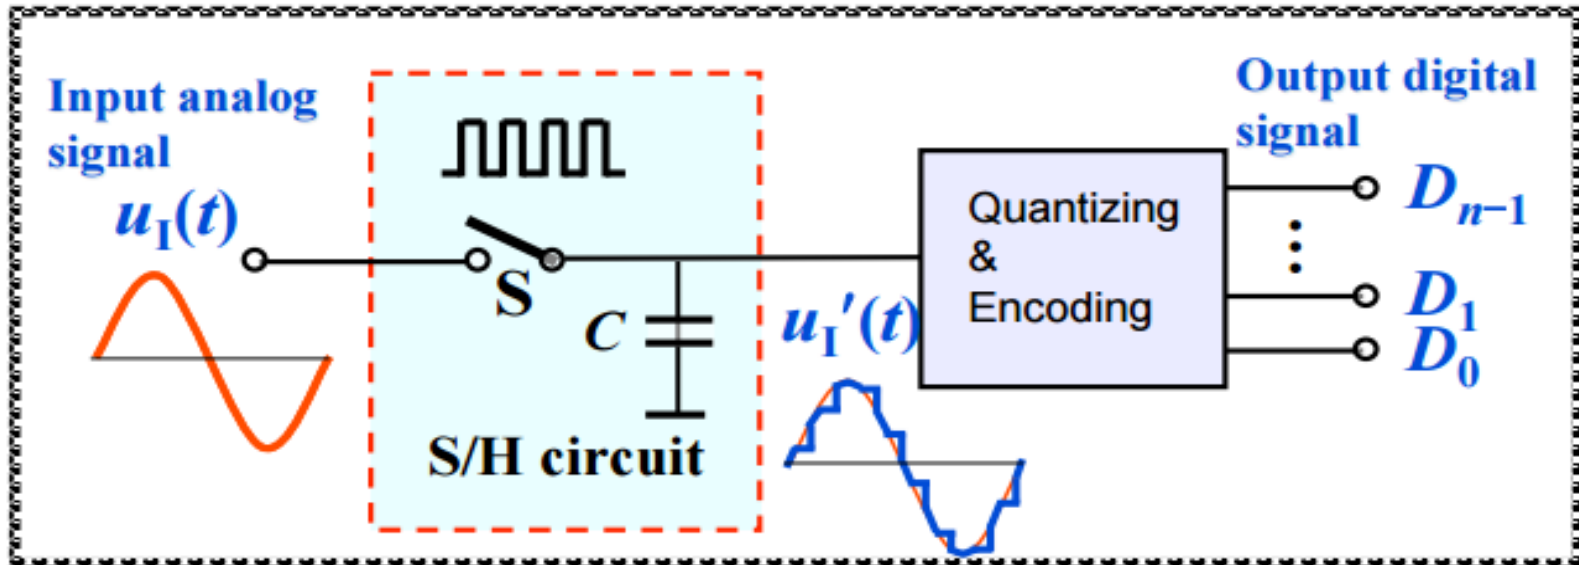 Input analog
signal
u_I(t)
S
C
S/H circuit
u_I′(t)
Quantizing
&
Encoding
Output digital
signal
D_{n−1}
D_1
D_0